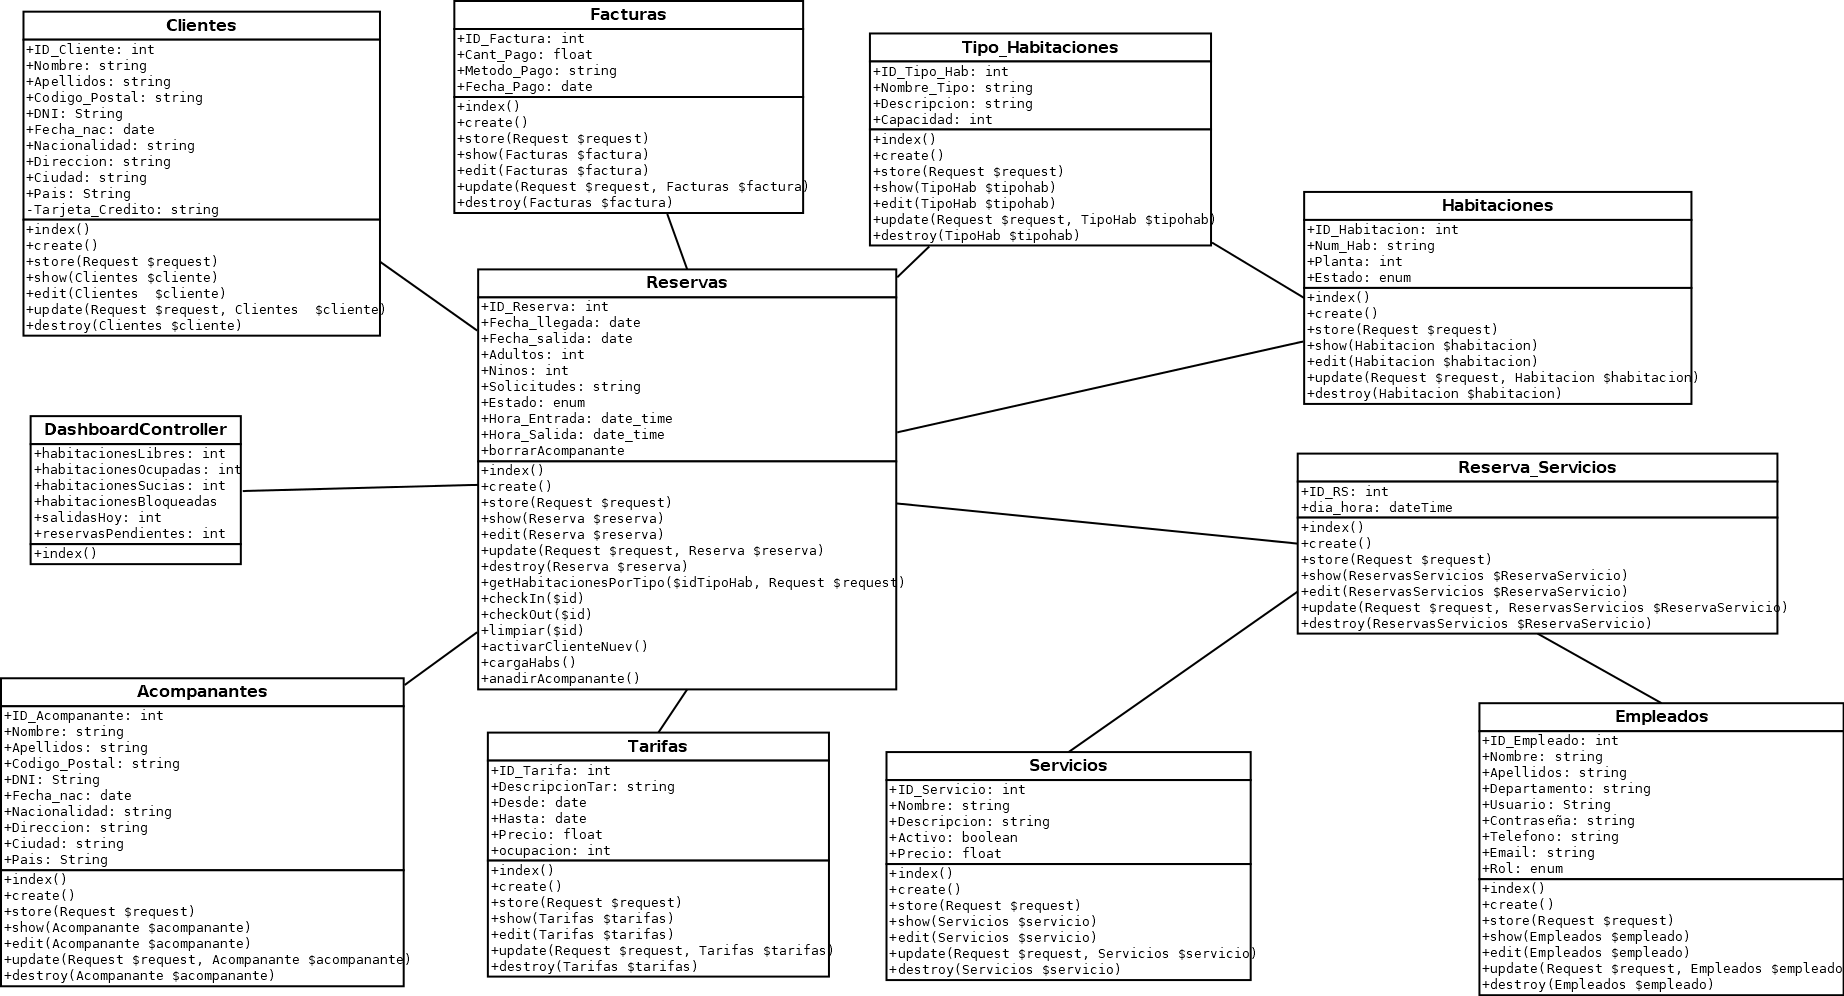 Clientes
+ID_Cliente: int
+Nombre: string
+Apellidos: string
+Codigo_Postal: string
+DNI: String
+Fecha_nac: date
+Nacionalidad: string
+Direccion: string
+Ciudad: string
+Pais: String
-Tarjeta_Credito: string
+index()
+create()
+store(Request $request)
+show(Clientes $cliente)
+edit(Clientes  $cliente)
+update(Request $request, Clientes  $cliente)
+destroy(Clientes $cliente)
Facturas
+ID_Factura: int
+Cant_Pago: float
+Metodo_Pago: string
+Fecha_Pago: date
+index()
+create()
+store(Request $request)
+show(Facturas $factura)
+edit(Facturas $factura)
+update(Request $request, Facturas $factura)
+destroy(Facturas $factura)
Tipo_Habitaciones
+ID_Tipo_Hab: int
+Nombre_Tipo: string
+Descripcion: string
+Capacidad: int
+index()
+create()
+store(Request $request)
+show(TipoHab $tipohab)
+edit(TipoHab $tipohab)
+update(Request $request, TipoHab $tipohab)
+destroy(TipoHab $tipohab)
Habitaciones
+ID_Habitacion: int
+Num_Hab: string
+Planta: int
+Estado: enum
+index()
+create()
+store(Request $request)
+show(Habitacion $habitacion)
+edit(Habitacion $habitacion)
+update(Request $request, Habitacion $habitacion)
+destroy(Habitacion $habitacion)
Reservas
+ID_Reserva: int
+Fecha_llegada: date
+Fecha_salida: date
+Adultos: int
+Ninos: int
+Solicitudes: string
+Estado: enum
+Hora_Entrada: date_time
+Hora_Salida: date_time
+borrarAcompanante
+index()
+create()
+store(Request $request)
+show(Reserva $reserva)
+edit(Reserva $reserva)
+update(Request $request, Reserva $reserva)
+destroy(Reserva $reserva)
+getHabitacionesPorTipo($idTipoHab, Request $request)
+checkIn($id)
+checkOut($id)
+limpiar($id)
+activarClienteNuev()
+cargaHabs()
+anadirAcompanante()
DashboardController
+habitacionesLibres: int
+habitacionesOcupadas: int
+habitacionesSucias: int
+habitacionesBloqueadas
+salidasHoy: int
+reservasPendientes: int
+index()
Reserva_Servicios
+ID_RS: int
+dia_hora: dateTime
+index()
+create()
+store(Request $request)
+show(ReservasServicios $ReservaServicio)
+edit(ReservasServicios $ReservaServicio)
+update(Request $request, ReservasServicios $ReservaServicio)
+destroy(ReservasServicios $ReservaServicio)
Acompanantes
+ID_Acompanante: int
+Nombre: string
+Apellidos: string
+Codigo_Postal: string
+DNI: String
+Fecha_nac: date
+Nacionalidad: string
+Direccion: string
+Ciudad: string
+Pais: String
+index()
+create()
+store(Request $request)
+show(Acompanante $acompanante)
+edit(Acompanante $acompanante)
+update(Request $request, Acompanante $acompanante)
+destroy(Acompanante $acompanante)
Tarifas
+ID_Tarifa: int
+DescripcionTar: string
+Desde: date
+Hasta: date
+Precio: float
+ocupacion: int
+index()
+create()
+store(Request $request)
+show(Tarifas $tarifas)
+edit(Tarifas $tarifas)
+update(Request $request, Tarifas $tarifas)
+destroy(Tarifas $tarifas)
Servicios
+ID_Servicio: int
+Nombre: string
+Descripcion: string
+Activo: boolean
+Precio: float
+index()
+create()
+store(Request $request)
+show(Servicios $servicio)
+edit(Servicios $servicio)
+update(Request $request, Servicios $servicio)
+destroy(Servicios $servicio)
Empleados
+ID_Empleado: int
+Nombre: string
+Apellidos: string
+Departamento: string
+Usuario: String
+Contraseña: string
+Telefono: string
+Email: string
+Rol: enum
+index()
+create()
+store(Request $request)
+show(Empleados $empleado)
+edit(Empleados $empleado)
+update(Request $request, Empleados $empleado
+destroy(Empleados $empleado)